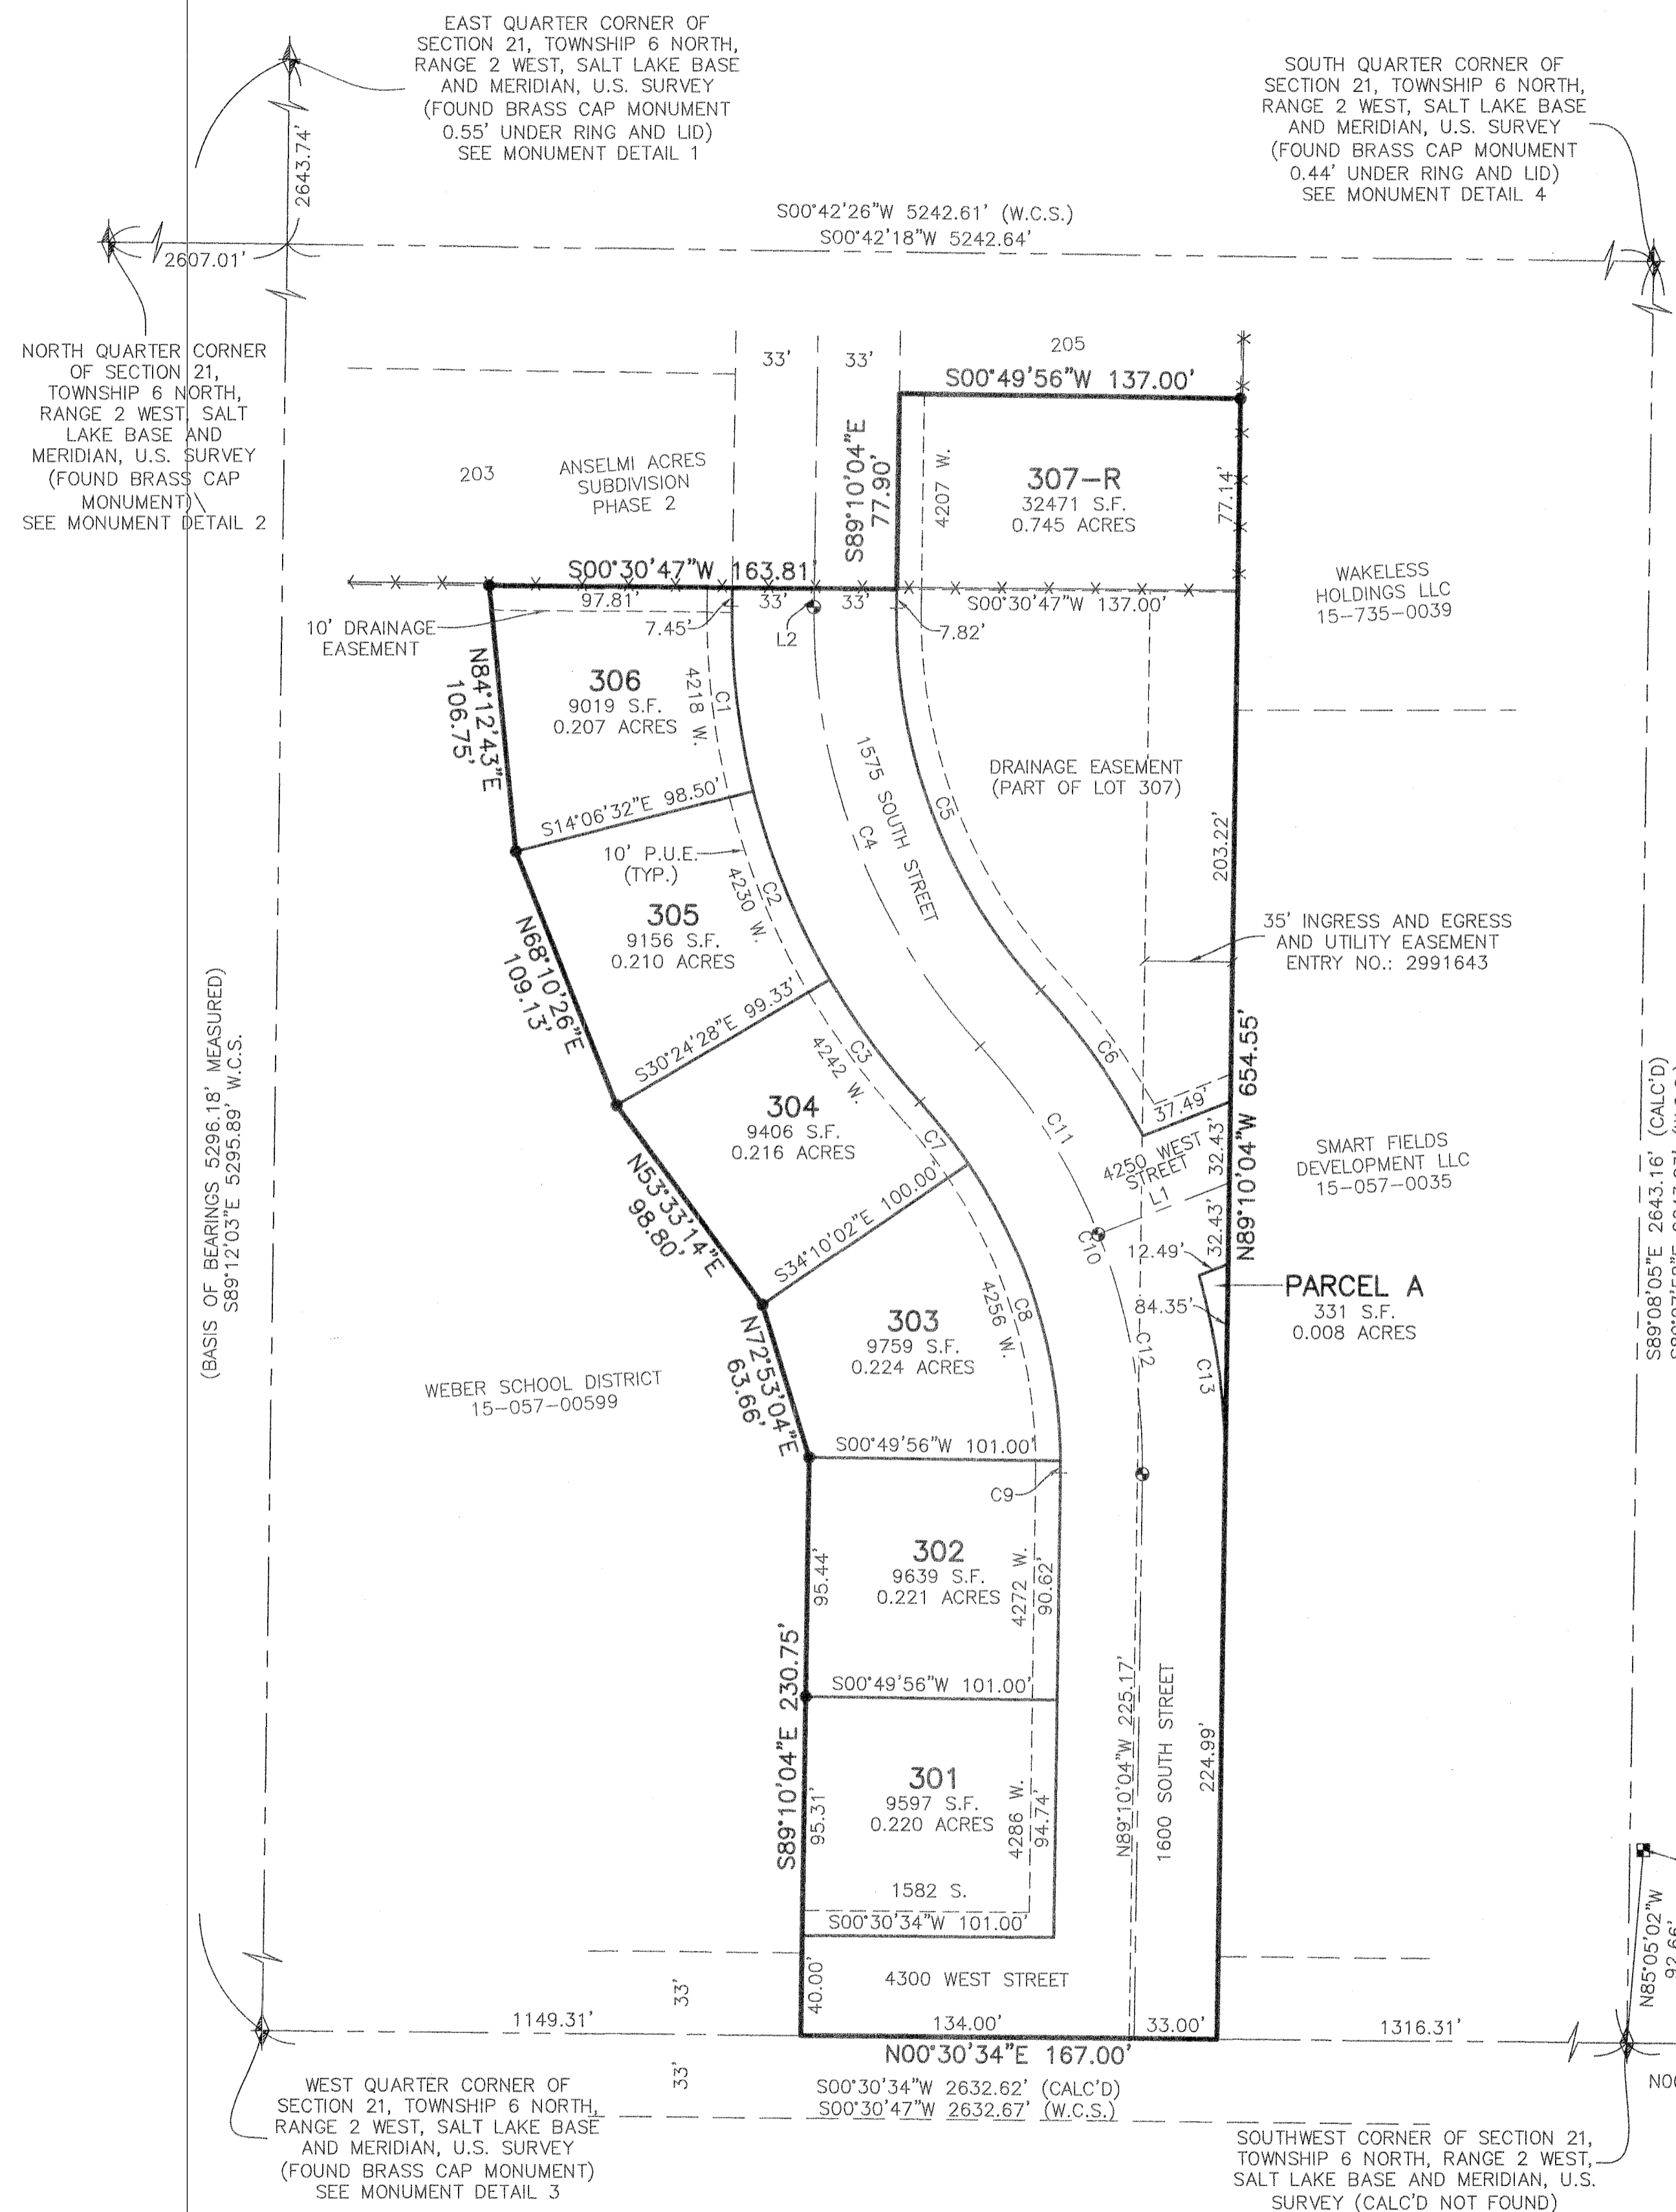 EAST QUARTER CORNER OF
SECTION 21, TOWNSHIP 6 NORTH,
RANGE 2 WEST, SALT LAKE BASE
AND MERIDIAN, U.S. SURVEY
(FOUND BRASS CAP MONUMENT
0.55' UNDER RING AND LID)
SEE MONUMENT DETAIL 1
SOUTH QUARTER CORNER OF
SECTION 21, TOWNSHIP 6 NORTH,
RANGE 2 WEST, SALT LAKE BASE
AND MERIDIAN, U.S. SURVEY
(FOUND BRASS CAP MONUMENT
0.44' UNDER RING AND LID)
SEE MONUMENT DETAIL 4
2643.74'
S00°42'26"W 5242.61' (W.C.S.)
S00°42'18"W 5242.64'
2607.01'
NORTH QUARTER CORNER
OF SECTION 21,
TOWNSHIP 6 NORTH,
RANGE 2 WEST, SALT
LAKE BASE AND
MERIDIAN, U.S. SURVEY
(FOUND BRASS CAP
MONUMENT)\
SEE MONUMENT DETAIL 2
33'
33'
205
S00°49'56"W 137.00'
S89°10'04"E
77.90'
4207 W.
307-R
32471 S.F.
0.745 ACRES
77.14'
203
ANSELMI ACRES
SUBDIVISION
PHASE 2
S00°30'47"W 163.81'
97.81'
33'
33'
S00°30'47"W 137.00'
7.45'
L2
7.82'
10' DRAINAGE
EASEMENT
WAKELESS
HOLDINGS LLC
15-735-0039
N84°12'43"E
106.75'
306
9019 S.F.
0.207 ACRES
4218 W.
C1
1575 SOUTH STREET
C4
C5
DRAINAGE EASEMENT
(PART OF LOT 307)
S14°06'32"E 98.50'
10' P.U.E.
(TYP.)
C2
4230 W.
203.22'
305
9156 S.F.
0.210 ACRES
N68°10'26"E
109.13'
35' INGRESS AND EGRESS
AND UTILITY EASEMENT
ENTRY NO.: 2991643
S30°24'28"E 99.33'
C3
4242 W.
C6
(BASIS OF BEARINGS 5296.18' MEASURED)
S89°12'03"E 5295.89' W.C.S.
304
9406 S.F.
0.216 ACRES
C7
C11
37.49'
4250 WEST
STREET
L1
32.43'
N89°10'04"W 654.55'
SMART FIELDS
DEVELOPMENT LLC
15-057-0035
S89°08'05"E 2643.16' (CALC'D)
N53°33'14"E
98.80'
S34°10'02"E 100.00'
C10
32.43'
12.49'
PARCEL A
331 S.F.
0.008 ACRES
84.35'
C13
C12
C8
4256 W.
303
9759 S.F.
0.224 ACRES
N72°53'04"E
63.66'
WEBER SCHOOL DISTRICT
15-057-00599
S00°49'56"W 101.00'
C9
302
9639 S.F.
0.221 ACRES
95.44'
4272 W.
90.62'
S89°10'04"E 230.75'
S00°49'56"W 101.00'
N89°10'04"W 225.17'
1600 SOUTH STREET
224.99'
301
9597 S.F.
0.220 ACRES
95.31'
4286 W.
94.74'
1582 S.
S00°30'34"W 101.00'
N85°05'02"W
92.66'
40.00'
4300 WEST STREET
33'
1149.31'
134.00'
33.00'
1316.31'
N00°30'34"E 167.00'
33'
S00°30'34"W 2632.62' (CALC'D)
S00°30'47"W 2632.67' (W.C.S.)
WEST QUARTER CORNER OF
SECTION 21, TOWNSHIP 6 NORTH,
RANGE 2 WEST, SALT LAKE BASE
AND MERIDIAN, U.S. SURVEY
(FOUND BRASS CAP MONUMENT)
SEE MONUMENT DETAIL 3
SOUTHWEST CORNER OF SECTION 21,
TOWNSHIP 6 NORTH, RANGE 2 WEST,
SALT LAKE BASE AND MERIDIAN, U.S.
SURVEY (CALC'D NOT FOUND)